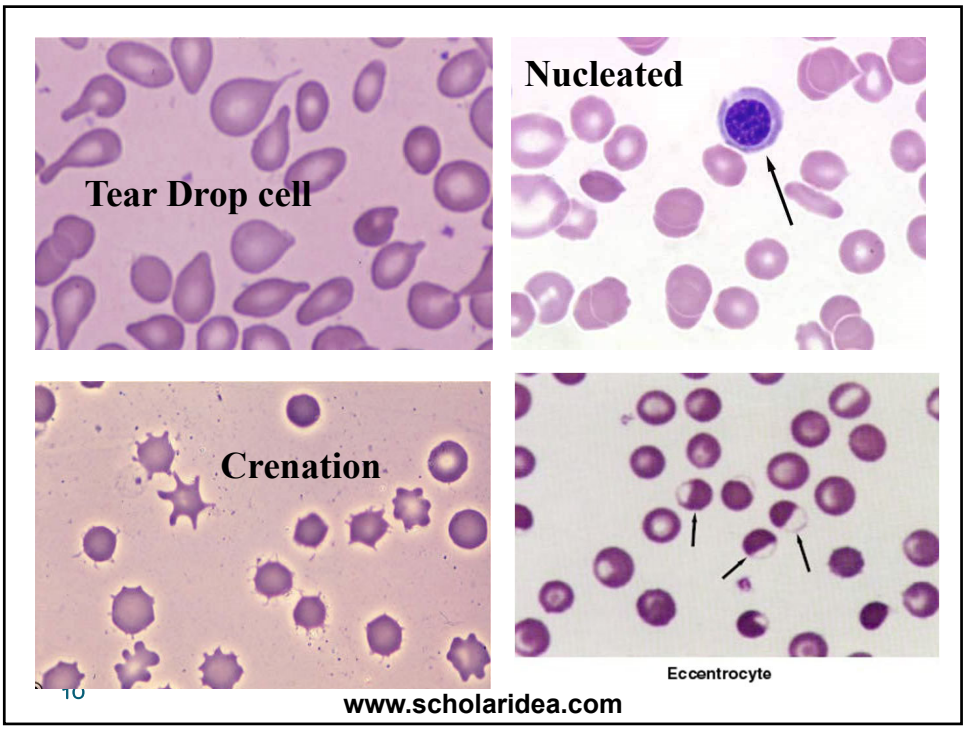 Tear Drop cell
Nucleated
Crenation
Eccentrocyte
10
www.scholaridea.com